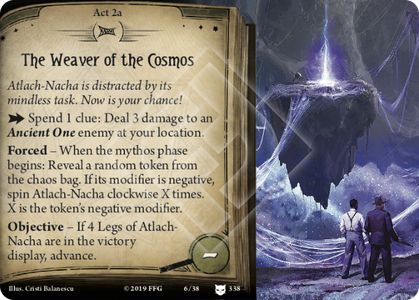 Act 2a
The Weaver of the Cosmos
Atlach-Nacha is distracted by its
mindless task. Now is your chance!
Spend 1 clue: Deal 3 damage to an
Ancient One enemy at your location.
Forced – When the mythos phase
begins: Reveal a random token from
the chaos bag. If its modifier is negative,
spin Atlach-Nacha clockwise X times.
X is the token's negative modifier.
Objective – If 4 Legs of Atlach-
Nacha are in the victory
display, advance.
–
Illus. Cristi Balanescu
© 2019 FFG
6/38
338